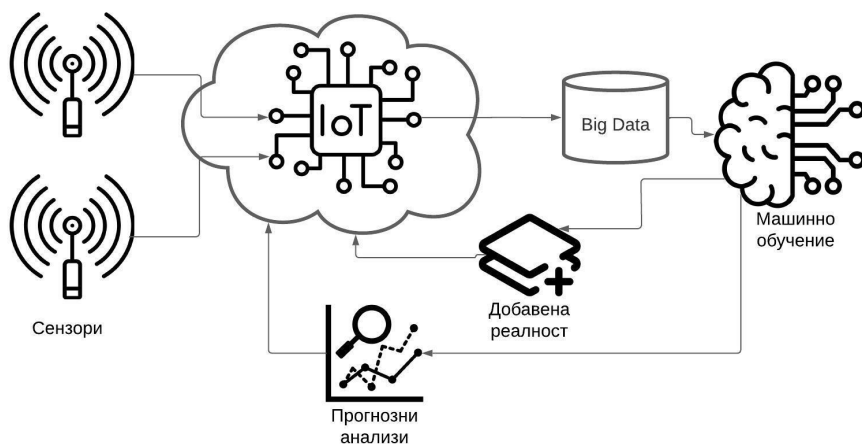 IoT
Big Data
Машинно
обучение
Добавена
реалност
Сензори
Прогнозни
анализи